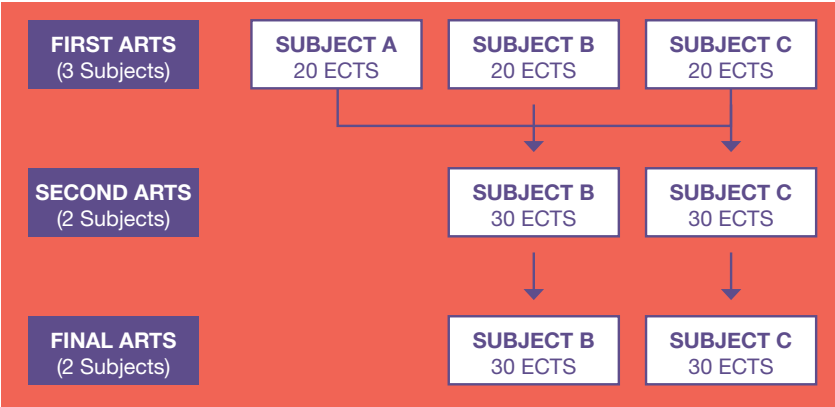 FIRST ARTS
(3 Subjects)
SUBJECT A
20 ECTS
SUBJECT B
20 ECTS
SUBJECT C
20 ECTS
SECOND ARTS
(2 Subjects)
SUBJECT B
30 ECTS
SUBJECT C
30 ECTS
FINAL ARTS
(2 Subjects)
SUBJECT B
30 ECTS
SUBJECT C
30 ECTS